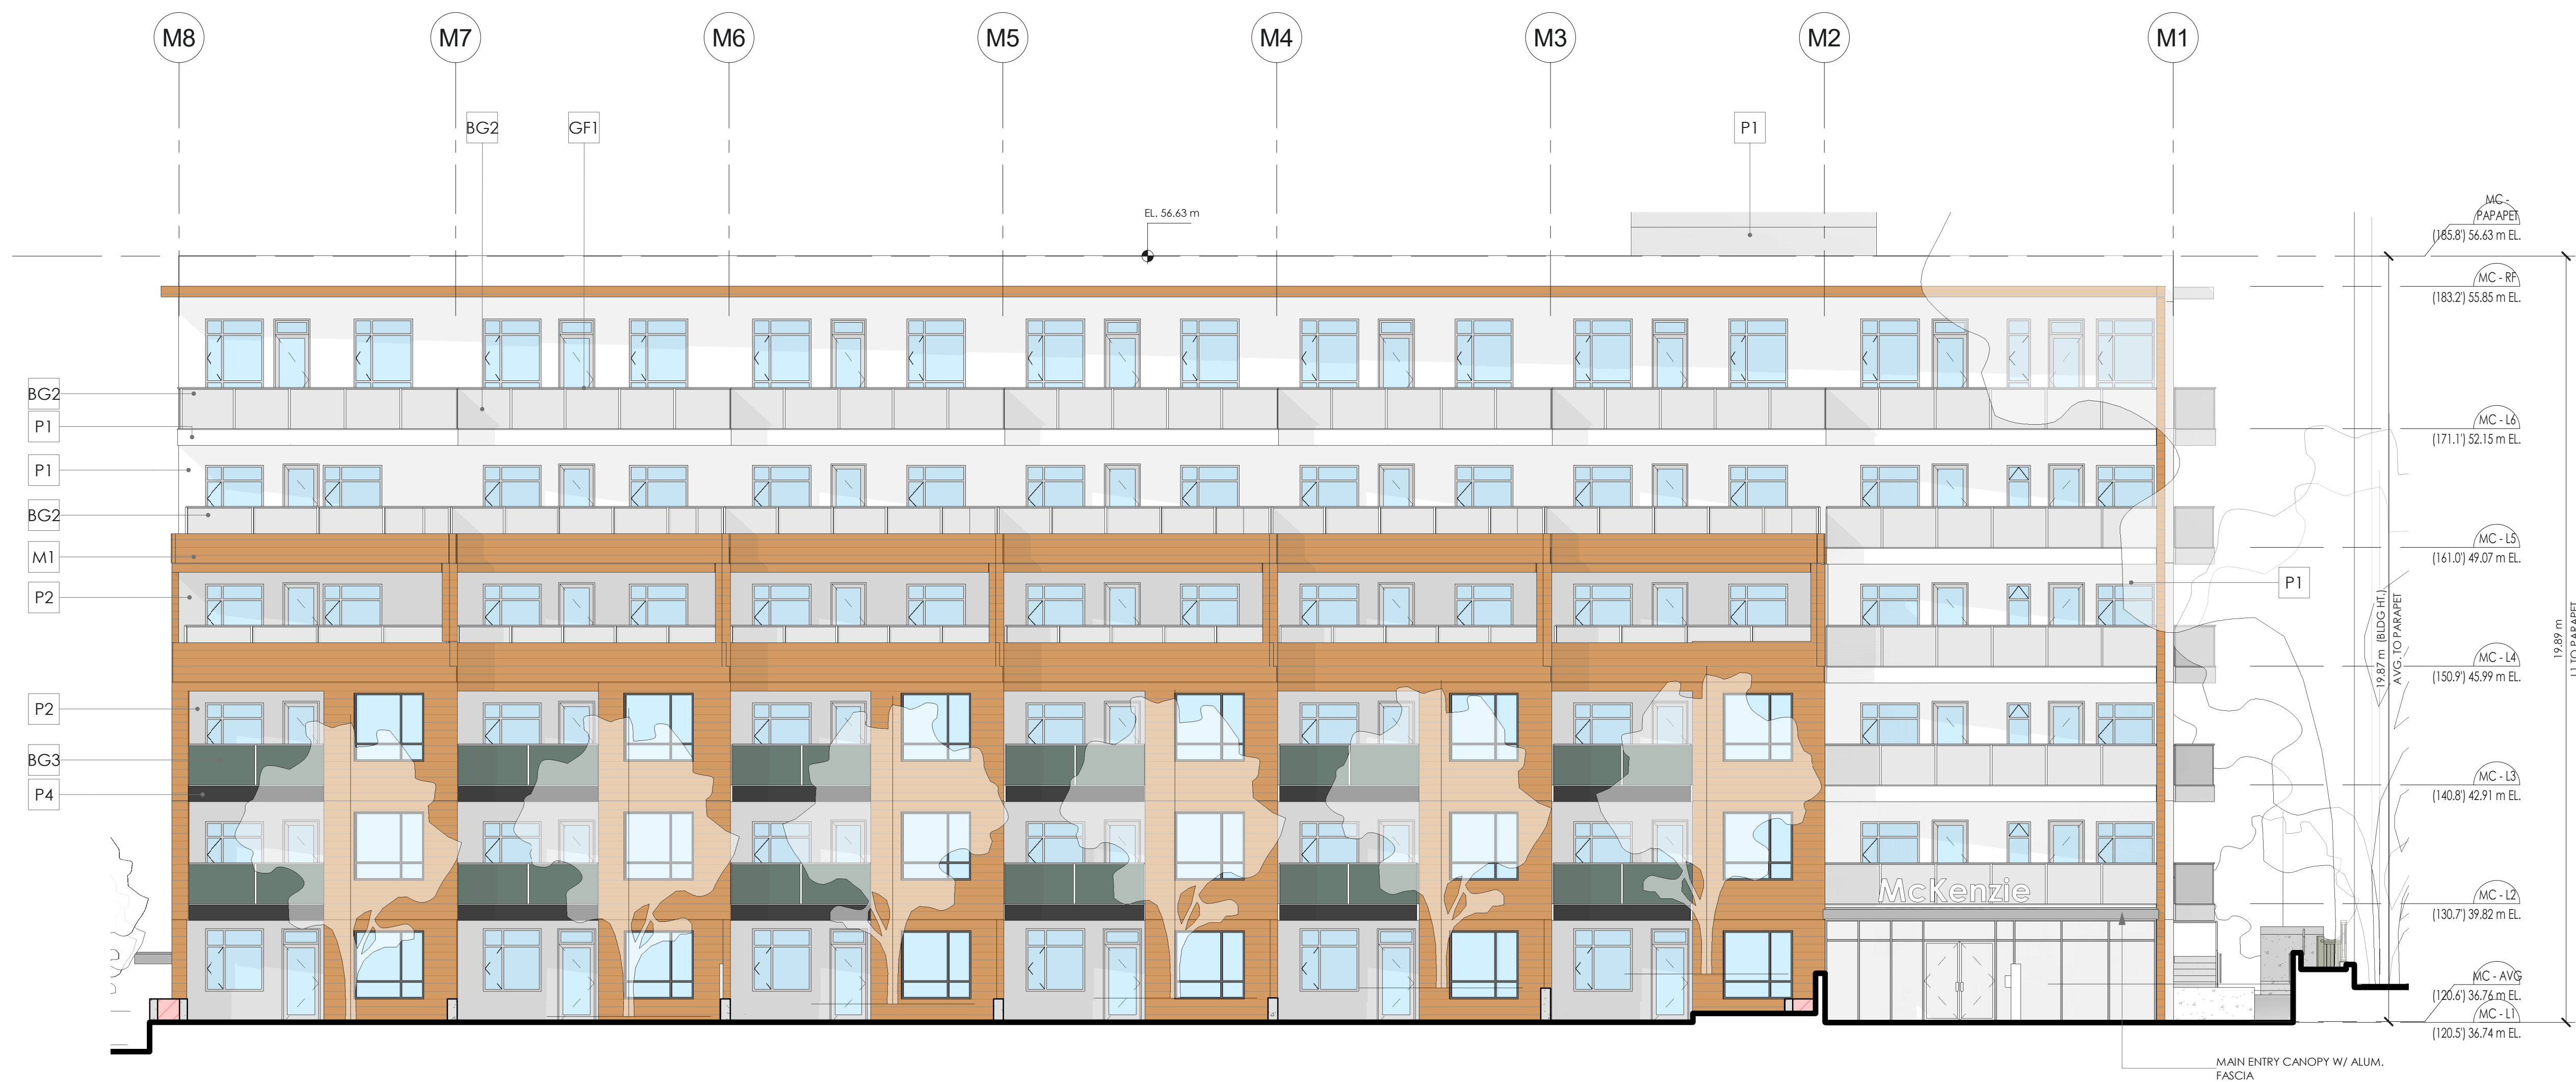 M8 M7 M6 M5 M4 M3 M2 M1
BG2 GF1 P1
EL. 56.63 m
MC -
PAPAPET
(185.8') 56.63 m EL.
MC - RF
(183.2') 55.85 m EL.
BG2
P1
MC - L6
(171.1') 52.15 m EL.
P1
BG2
MC - L5
(161.0') 49.07 m EL.
M1
P2
P1
19.87 m (BLDG HT.)
AVG. TO PARAPET
19.89 m
L1 TO PARAPET
MC - L4
(150.9') 45.99 m EL.
P2
BG3
MC - L3
(140.8') 42.91 m EL.
P4
McKenzie
MC - L2
(130.7') 39.82 m EL.
MC - AVG
(120.6') 36.76 m EL.
MC - L1
(120.5') 36.74 m EL.
MAIN ENTRY CANOPY W/ ALUM.
FASCIA